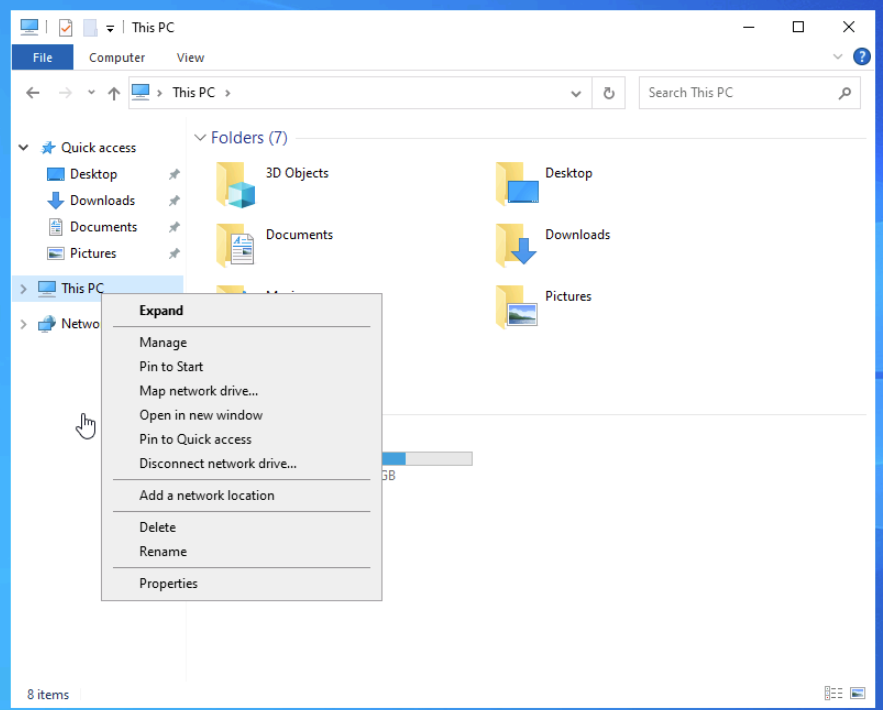 This PC
File Computer View
This PC
Search This PC
Quick access
Desktop
Downloads
Documents
Pictures
This PC
Netwo
Folders (7)
3D Objects
Desktop
Documents
Downloads
Pictures
Expand
Manage
Pin to Start
Map network drive...
Open in new window
Pin to Quick access
Disconnect network drive...
Add a network location
Delete
Rename
Properties
GB
8 items